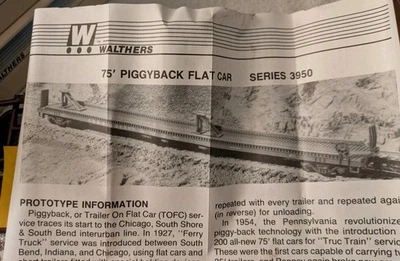 W
WALTHERS
WALTHERS
75' PIGGYBACK FLAT CAR SERIES 3950
PROTOTYPE INFORMATION
Piggyback, or Trailer On Flat Car (TOFC) ser-
vice traces its start to the Chicago, South Shore
& South Bend interurban line. In 1927, "Ferry
Truck" service was introduced between South
Bend, Indiana, and Chicago, using flat cars and
repeated with every trailer and repeated again
(in reverse) for unloading.
In 1954, the Pennsylvania revolutionize
piggy-back technology with the introduction
200 all-new 75' flat cars for "Truc Train" servic
These were the first cars capable of carrying tw